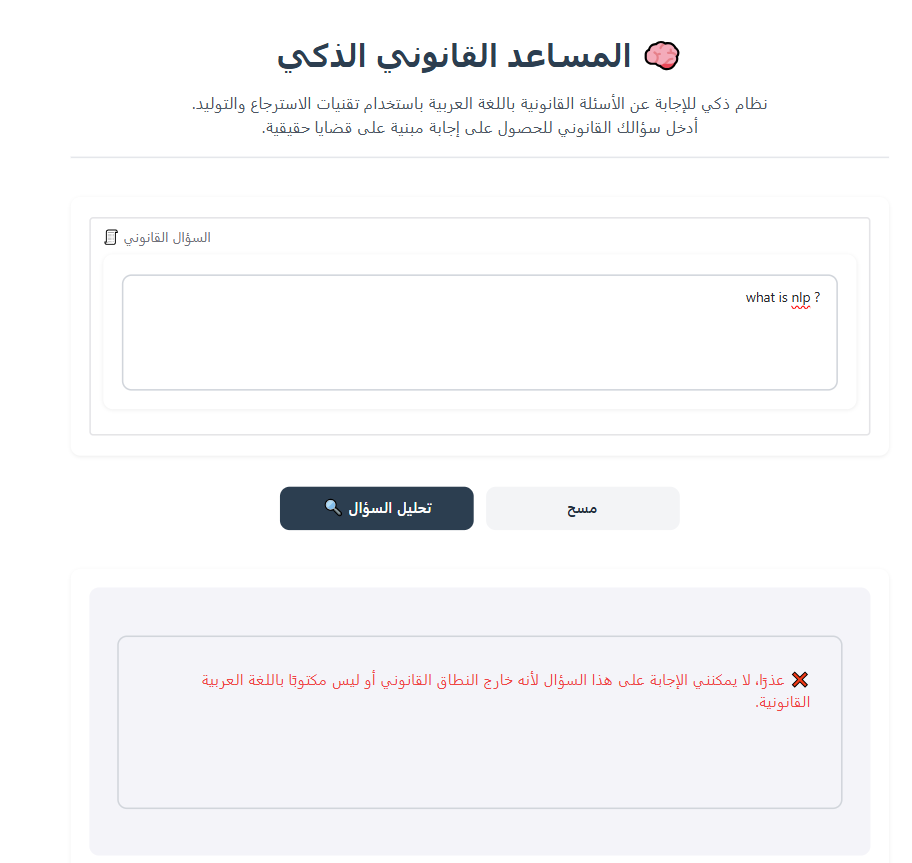 🧠 المساعد القانوني الذكي
نظام ذكي للإجابة عن الأسئلة القانونية باللغة العربية باستخدام تقنيات الاسترجاع والتوليد.
أدخل سؤالك القانوني للحصول على إجابة مبنية على قضايا حقيقية.
السؤال القانوني 📜
what is nlp ?
مسح
تحليل السؤال 🔍
❌ عذرًا، لا يمكنني الإجابة على هذا السؤال لأنه خارج النطاق القانوني أو ليس مكتوبًا باللغة العربية
القانونية.